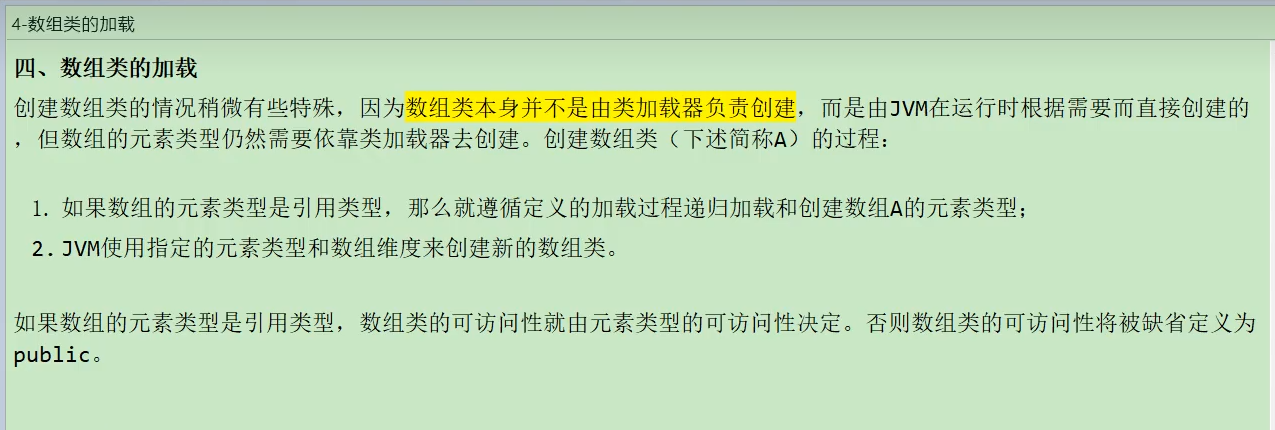 4-数组类的加载
四、数组类的加载
创建数组类的情况稍微有些特殊，因为数组类本身并不是由类加载器负责创建，而是由JVM在运行时根据需要而直接创建的
，但数组的元素类型仍然需要依靠类加载器去创建。创建数组类（下述简称A）的过程：
1. 如果数组的元素类型是引用类型，那么就遵循定义的加载过程递归加载和创建数组A的元素类型；
2. JVM使用指定的元素类型和数组维度来创建新的数组类。
如果数组的元素类型是引用类型，数组类的可访问性就由元素类型的可访问性决定。否则数组类的可访问性将被缺省定义为
public。